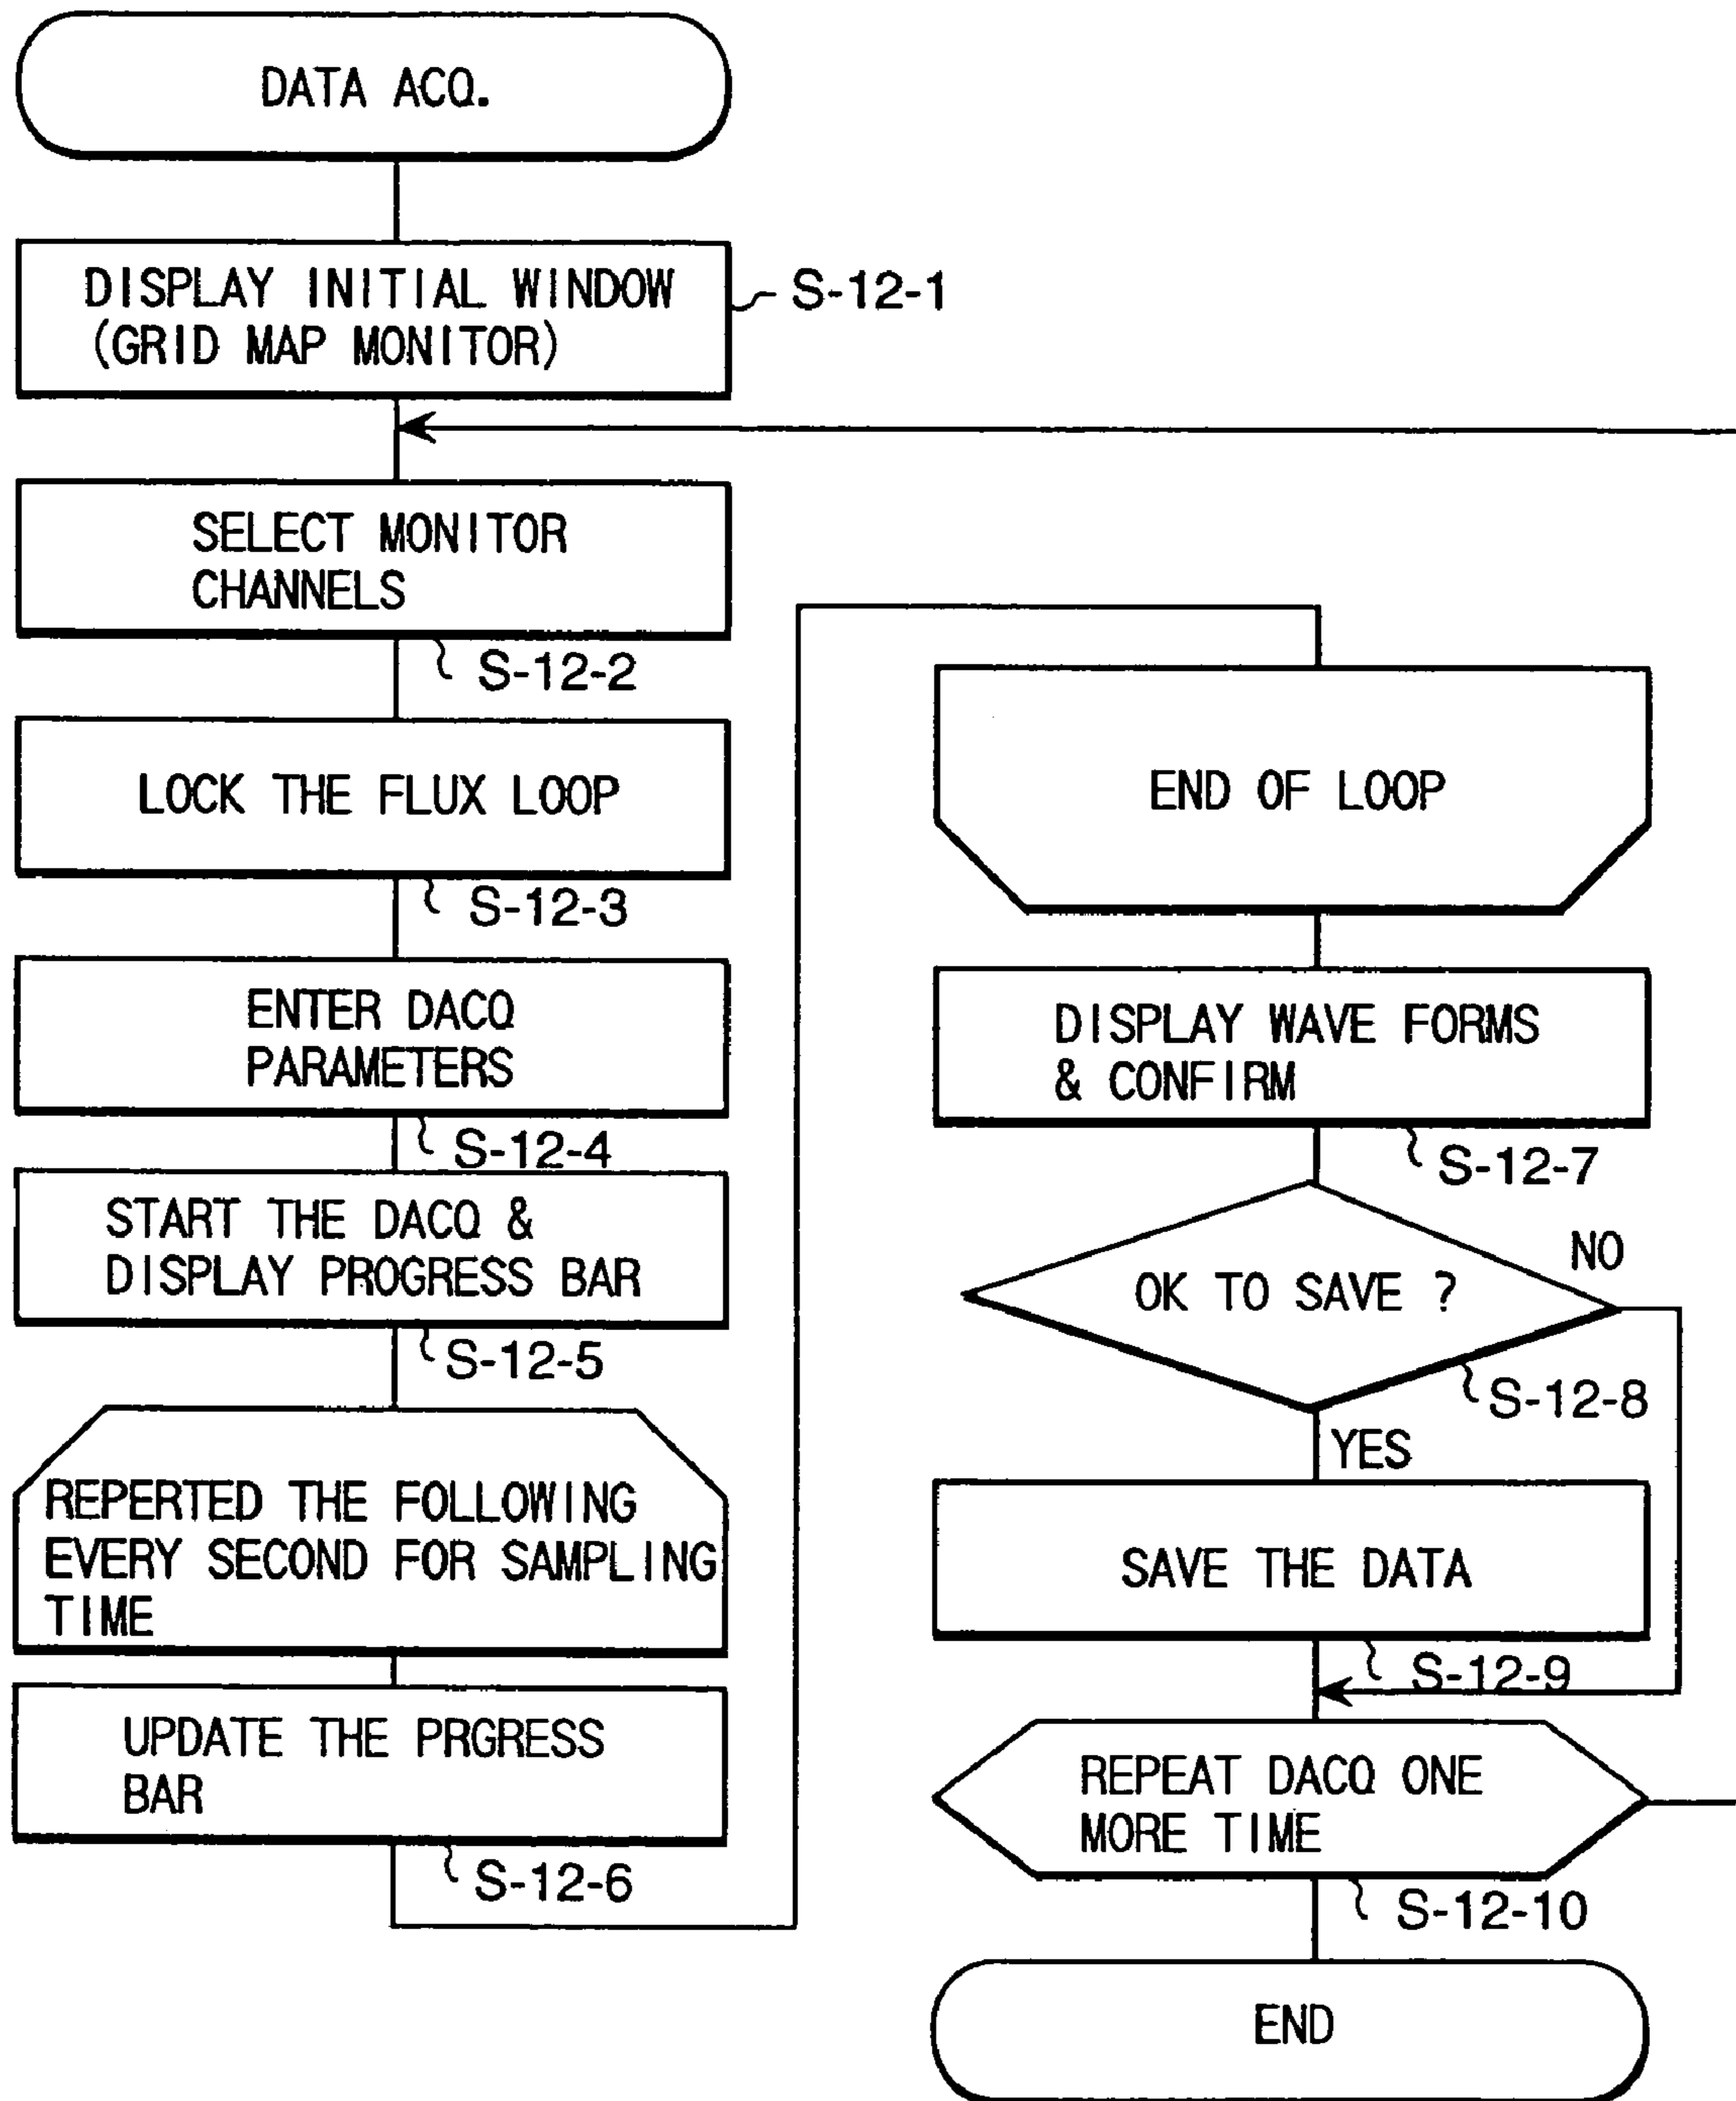 DATA ACQ.
DISPLAY INITIAL WINDOW
(GRID MAP MONITOR)
S-12-1
SELECT MONITOR
CHANNELS
S-12-2
LOCK THE FLUX LOOP
S-12-3
ENTER DACQ
PARAMETERS
S-12-4
START THE DACQ &
DISPLAY PROGRESS BAR
S-12-5
REPERTED THE FOLLOWING
EVERY SECOND FOR SAMPLING
TIME
UPDATE THE PRGRESS
BAR
S-12-6
END OF LOOP
DISPLAY WAVE FORMS
& CONFIRM
S-12-7
OK TO SAVE ?
NO
S-12-8
YES
SAVE THE DATA
S-12-9
REPEAT DACQ ONE
MORE TIME
S-12-10
END